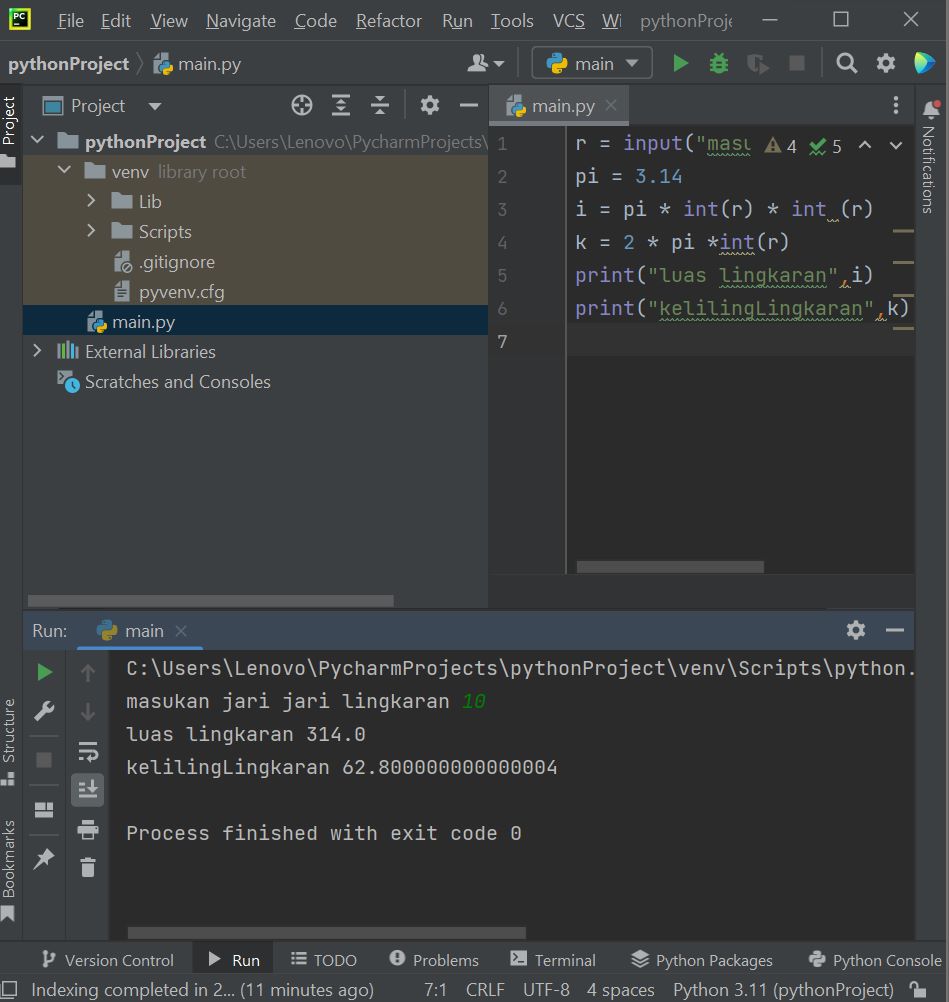 PC File Edit View Navigate Code Refactor Run Tools VCS Wi pythonProje
pythonProject main.py main
Project
Project main.py
pythonProject C:\Users\Lenovo\PycharmProjects\
venv library root
Lib
Scripts
.gitignore
pyvenv.cfg
main.py
External Libraries
Scratches and Consoles
1 r = input("masu 4 5
2 pi = 3.14
3 i = pi * int(r) * int (r)
4 k = 2 * pi *int(r)
5 print("luas lingkaran",i)
6 print("kelilingLingkaran",k)
7
Notifications
Run: main
C:\Users\Lenovo\PycharmProjects\pythonProject\venv\Scripts\python.
masukan jari jari lingkaran 10
luas lingkaran 314.0
kelilingLingkaran 62.800000000000004
Process finished with exit code 0
Structure
Bookmarks
Version Control Run TODO Problems Terminal Python Packages Python Console
Indexing completed in 2... (11 minutes ago) 7:1 CRLF UTF-8 4 spaces Python 3.11 (pythonProject)